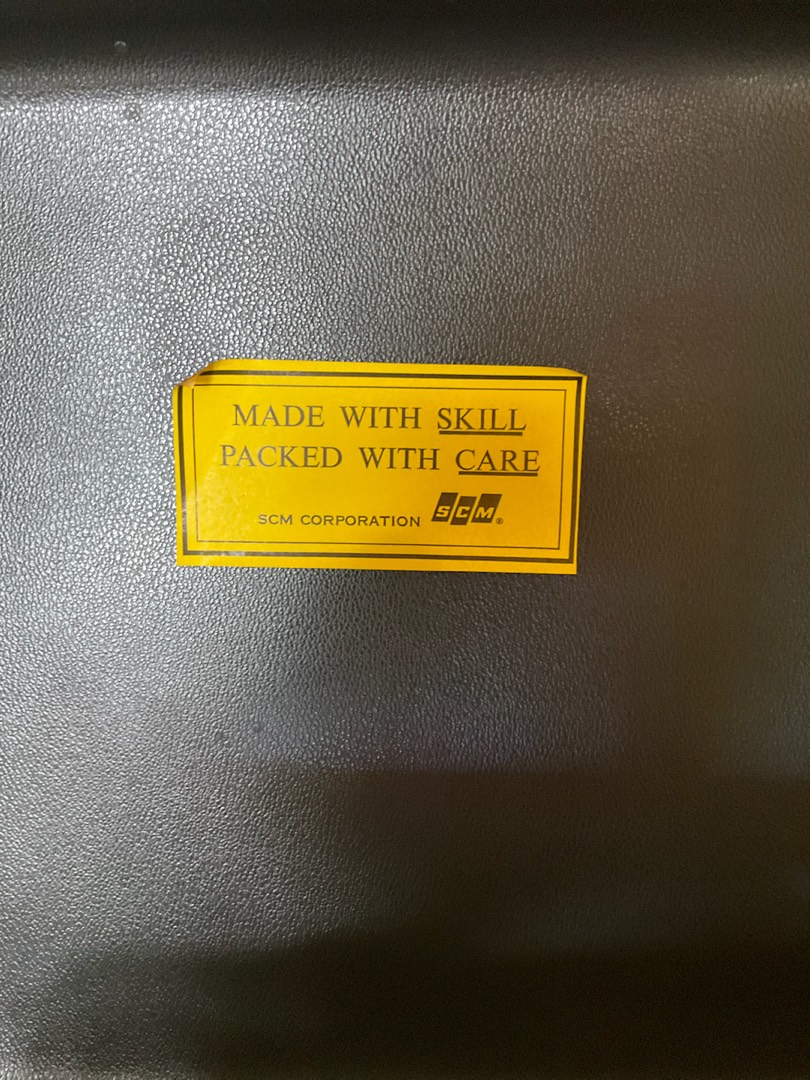 MADE WITH SKILL
PACKED WITH CARE
SCM CORPORATION SCM®